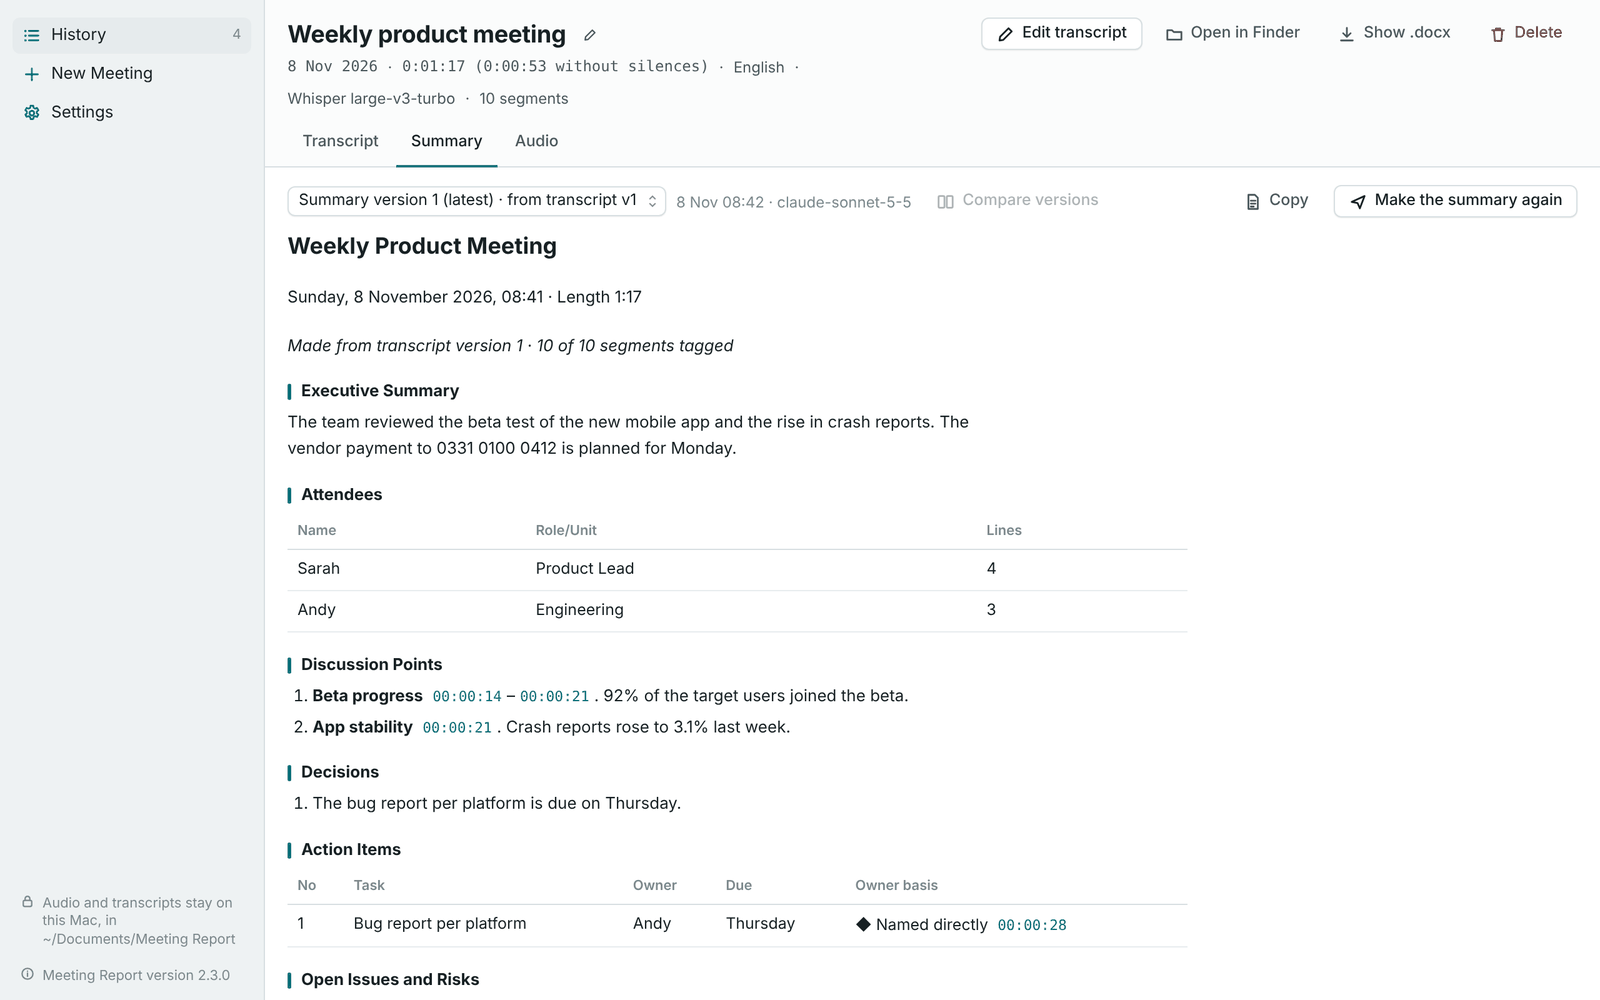 History 4
New Meeting
Settings
Audio and transcripts stay on
this Mac, in
~/Documents/Meeting Report
Meeting Report version 2.3.0
Weekly product meeting
Edit transcript
Open in Finder
Show .docx
Delete
8 Nov 2026 · 0:01:17 (0:00:53 without silences) · English ·
Whisper large-v3-turbo · 10 segments
Transcript Summary Audio
Summary version 1 (latest) · from transcript v1
8 Nov 08:42 · claude-sonnet-5-5
Compare versions
Copy
Make the summary again
Weekly Product Meeting
Sunday, 8 November 2026, 08:41 · Length 1:17
Made from transcript version 1 · 10 of 10 segments tagged
Executive Summary
The team reviewed the beta test of the new mobile app and the rise in crash reports. The
vendor payment to 0331 0100 0412 is planned for Monday.
Attendees
Name Role/Unit Lines
Sarah Product Lead 4
Andy Engineering 3
Discussion Points
1. Beta progress 00:00:14 – 00:00:21 . 92% of the target users joined the beta.
2. App stability 00:00:21 . Crash reports rose to 3.1% last week.
Decisions
1. The bug report per platform is due on Thursday.
Action Items
No Task Owner Due Owner basis
1 Bug report per platform Andy Thursday ◆ Named directly 00:00:28
Open Issues and Risks